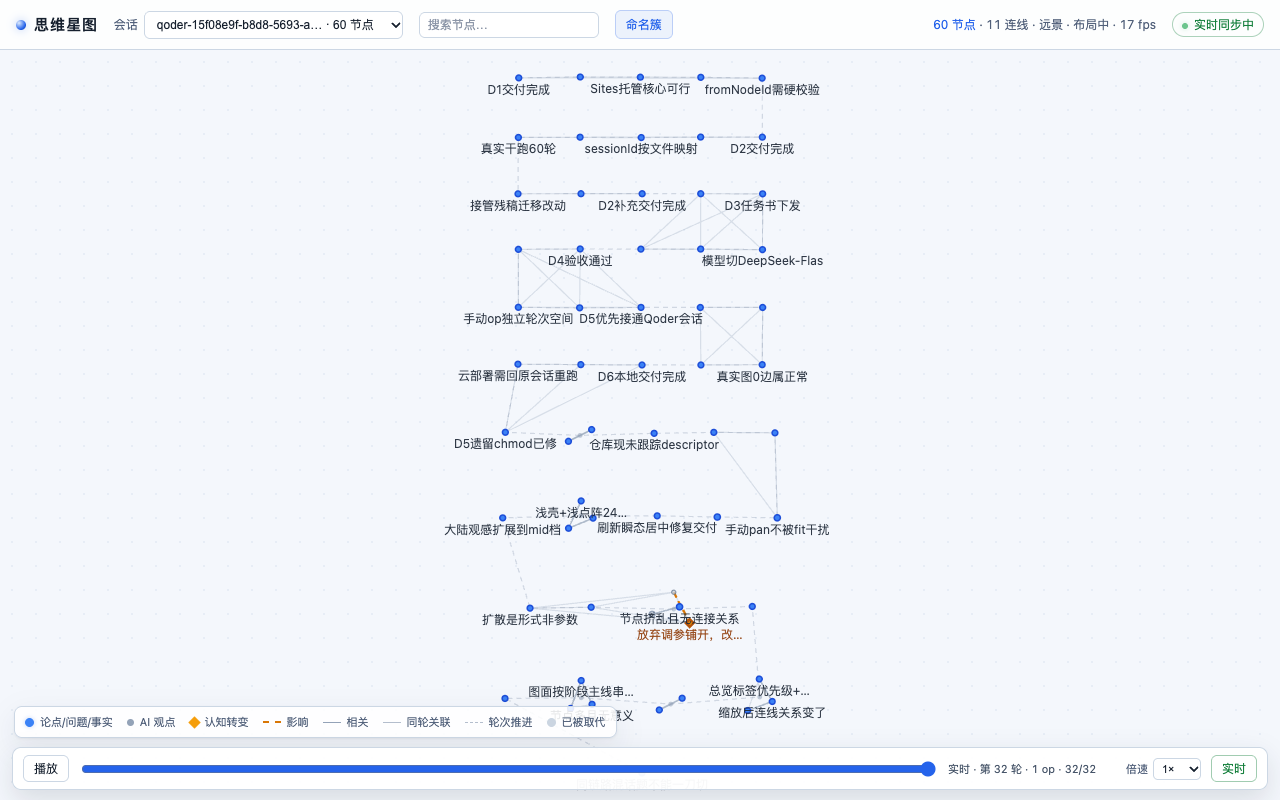 思维星图 会话 qoder-15f08e9f-b8d8-5693-a... · 60 节点 搜索节点... 命名簇 60 节点 · 11 连线 · 远景 · 布局中 · 17 fps 实时同步中
D1交付完成 Sites托管核心可行 fromNodeId需硬校验
真实干跑60轮 sessionId按文件映射 D2交付完成
接管残稿迁移改动 D2补充交付完成 D3任务书下发
D4验收通过 模型切DeepSeek-Flas
手动op独立轮次空间 D5优先接通Qoder会话
云部署需回原会话重跑 D6本地交付完成 真实图0边属正常
D5遗留chmod已修 仓库现未跟踪descriptor
浅亮+浅点阵24...
大陆观感扩展到mid档 刷新瞬态居中修复交付 手动pan不被fit干扰
扩散是形式非参数 节点挤乱且无连接关系
放弃调参铺开，改...
图面按阶段主线串... 总览标签优先级+...
缩放居连线关系变了
论点/问题/事实 AI 观点 认知转变 影响 相关 同轮关联 轮次推进 已被取代
播放 实时 · 第 32 轮 · 1 op · 32/32 倍速 1× 实时